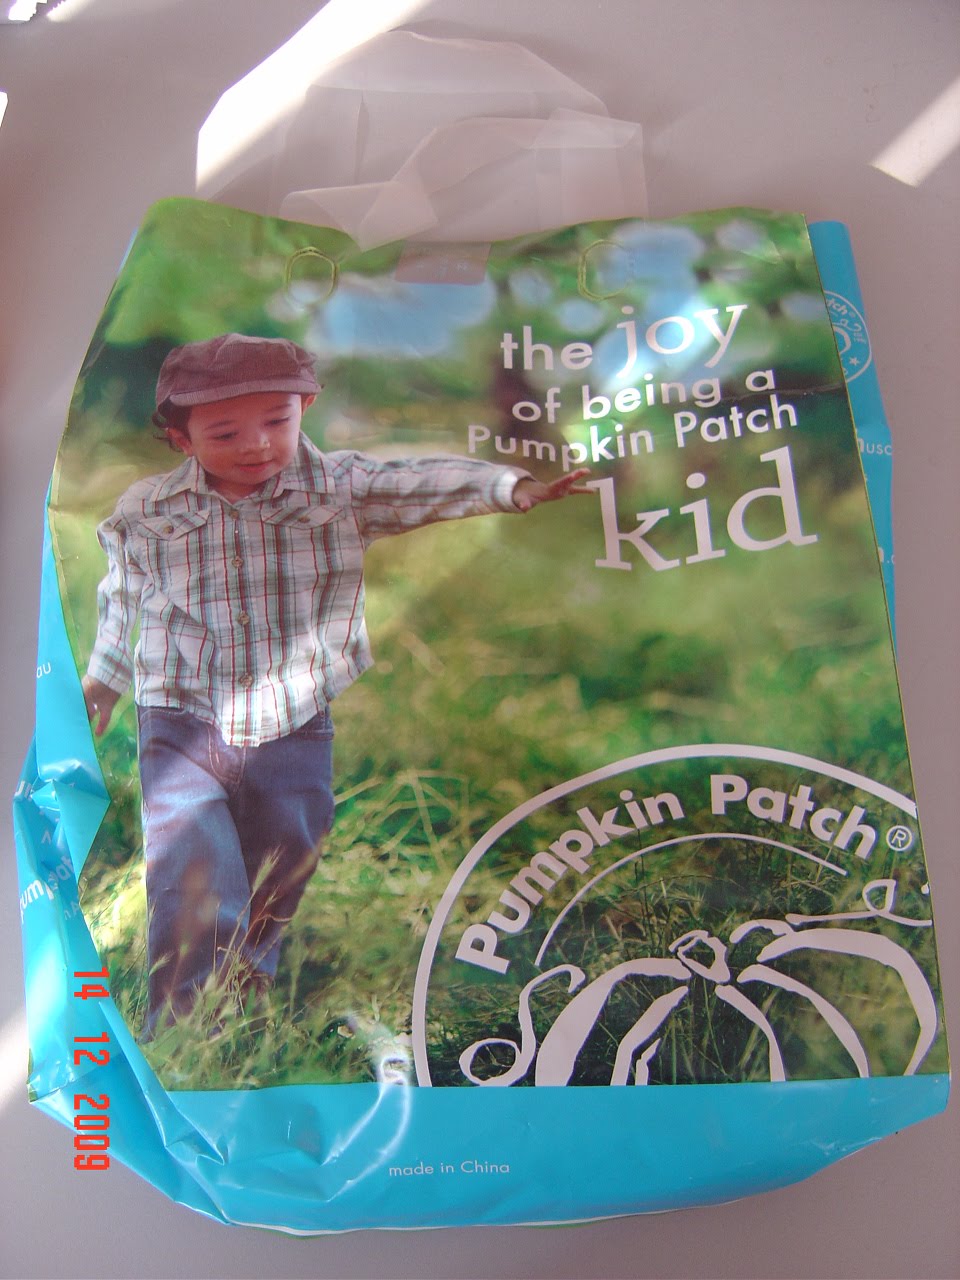 the joy
of being a
Pumpkin Patch
kid
Pumpkin Patch®
made in China
14 12 2009